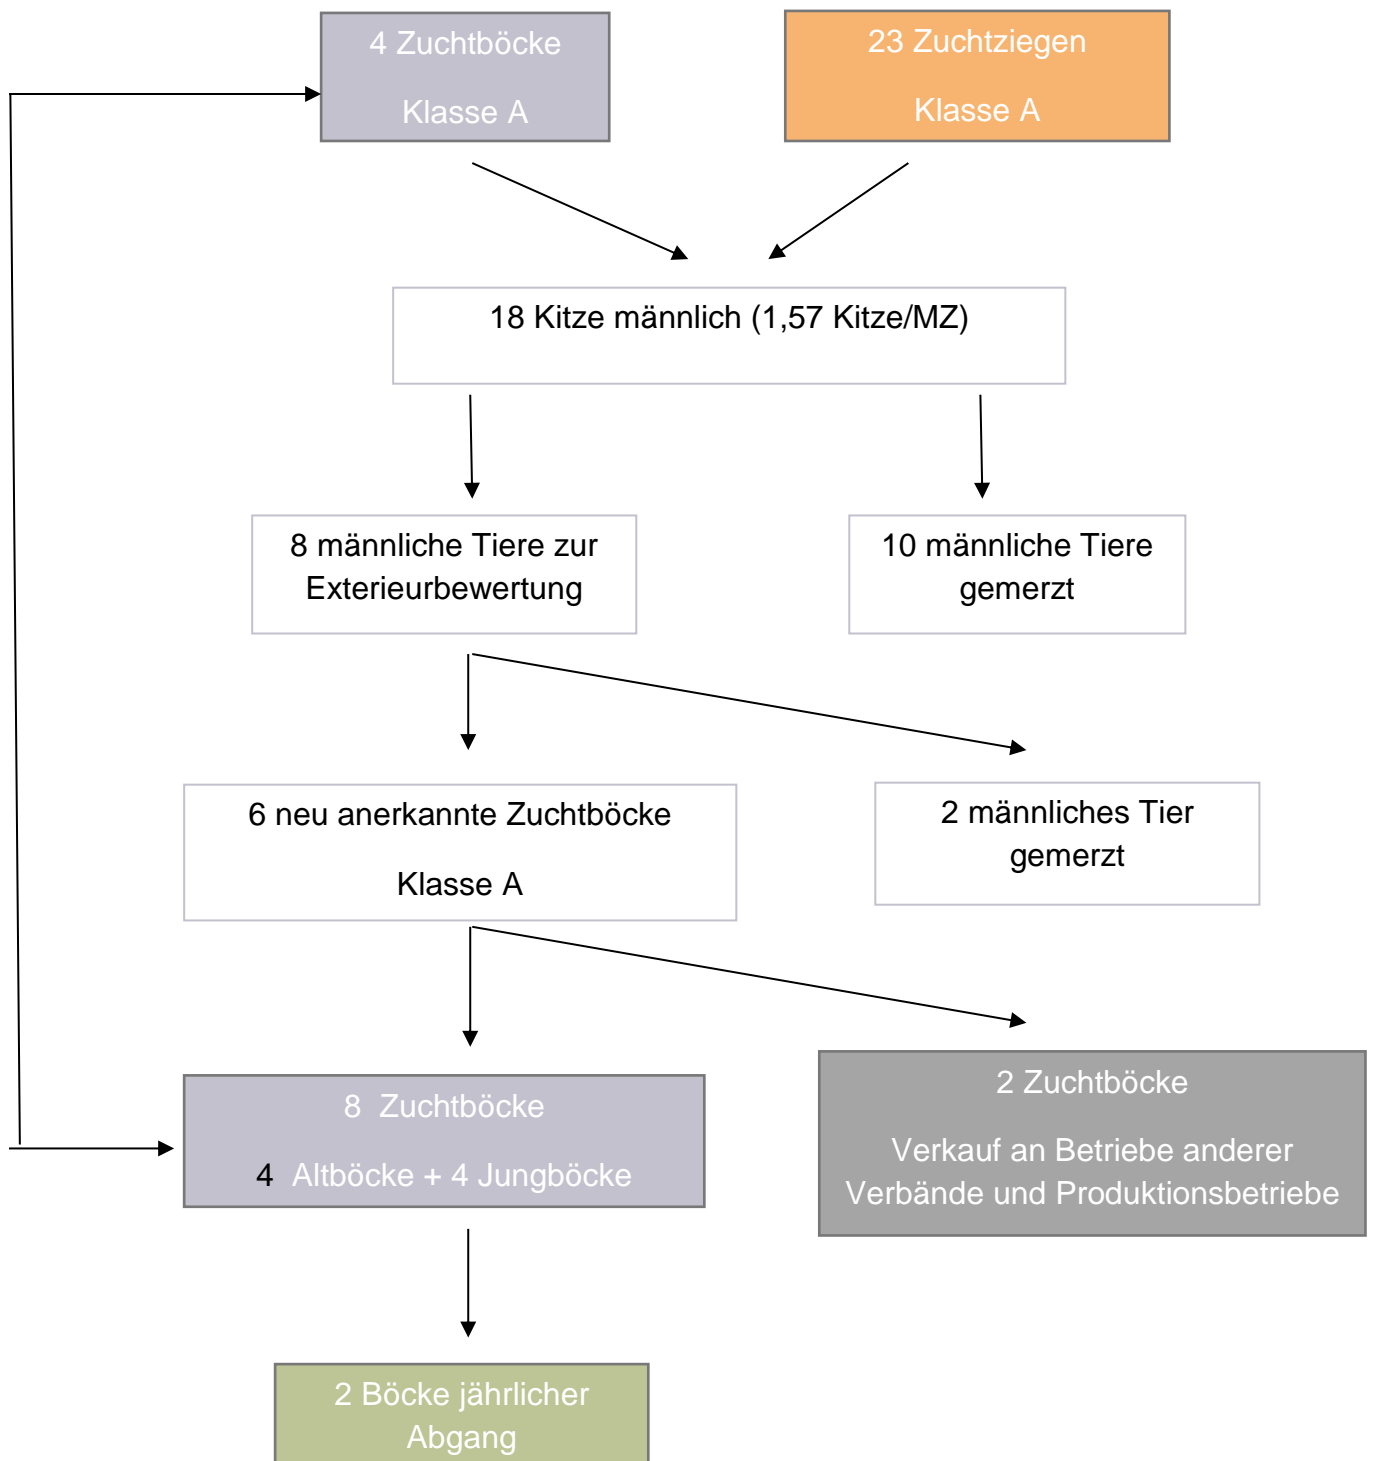 4 Zuchtböcke
Klasse A
23 Zuchtziegen
Klasse A
18 Kitze männlich (1,57 Kitze/MZ)
8 männliche Tiere zur
Exterieurbewertung
10 männliche Tiere
gemerzt
6 neu anerkannte Zuchtböcke
Klasse A
2 männliches Tier
gemerzt
8 Zuchtböcke
4 Altböcke + 4 Jungböcke
2 Zuchtböcke
Verkauf an Betriebe anderer
Verbände und Produktionsbetriebe
2 Böcke jährlicher
Abgang